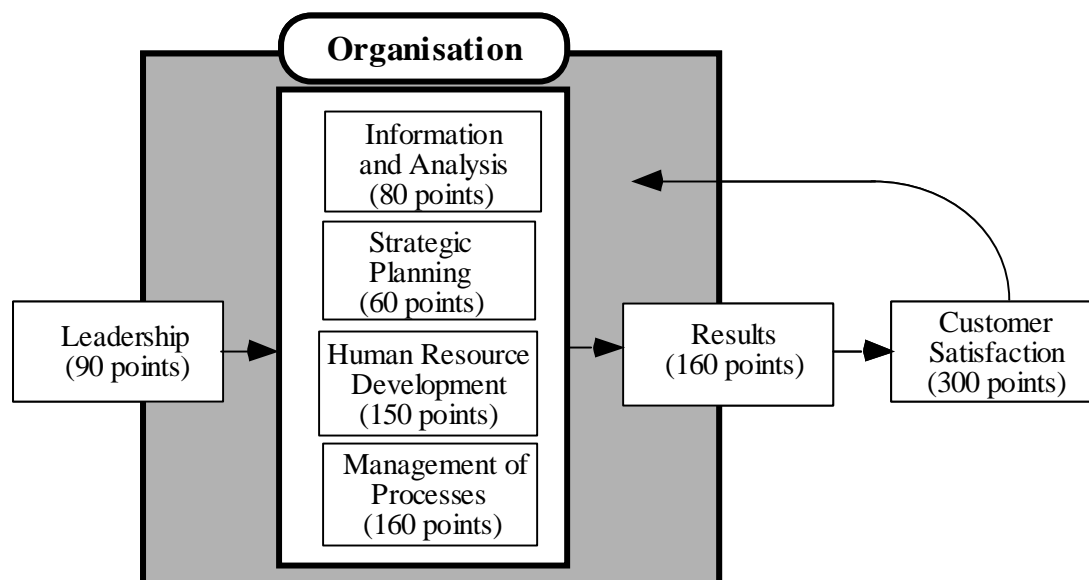 Organisation
Information
and Analysis
(80 points)
Strategic
Planning
(60 points)
Leadership
(90 points)
Human Resource
Development
(150 points)
Management of
Processes
(160 points)
Results
(160 points)
Customer
Satisfaction
(300 points)